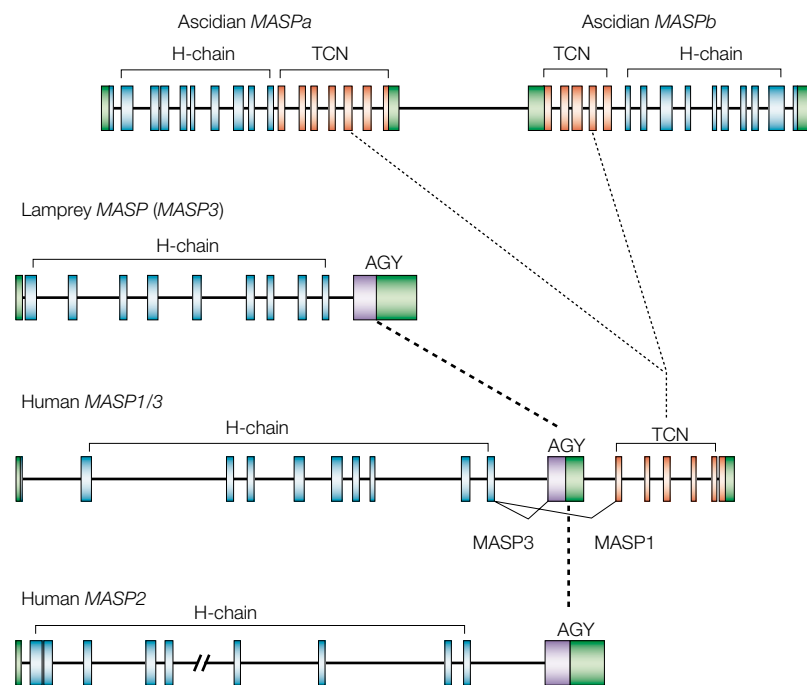 Ascidian MASPa
Ascidian MASPb
H-chain
TCN
TCN
H-chain
Lamprey MASP (MASP3)
H-chain
AGY
Human MASP1/3
H-chain
AGY
TCN
MASP3
MASP1
Human MASP2
H-chain
AGY